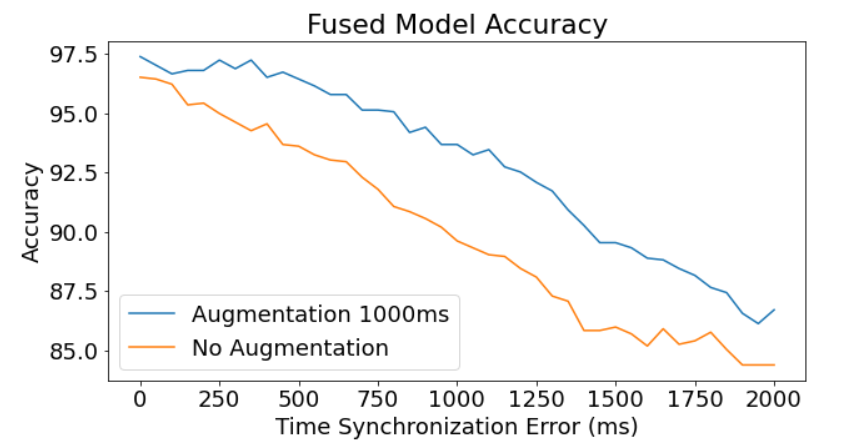 Fused Model Accuracy
97.5
95.0
92.5
90.0
87.5
85.0
Accuracy
Augmentation 1000ms
No Augmentation
0 250 500 750 1000 1250 1500 1750 2000
Time Synchronization Error (ms)